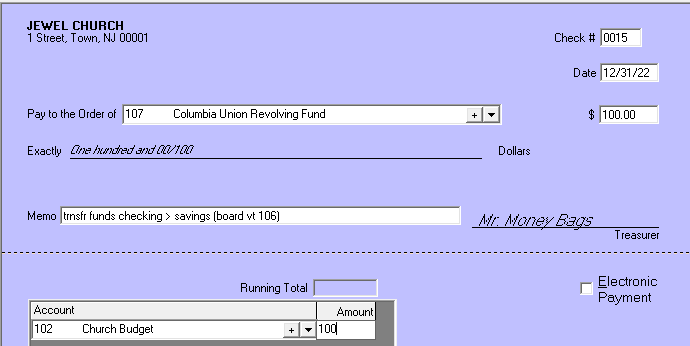 JEWEL CHURCH
1 Street, Town, NJ 00001
Check # 0015
Date 12/31/22
Pay to the Order of 107 Columbia Union Revolving Fund + $ 100.00
Exactly One hundred and 00/100 Dollars
Memo trnsfr funds checking > savings (board vt 106)
Mr. Money Bags
Treasurer
Running Total
Electronic
Payment
Account Amount
102 Church Budget + 100